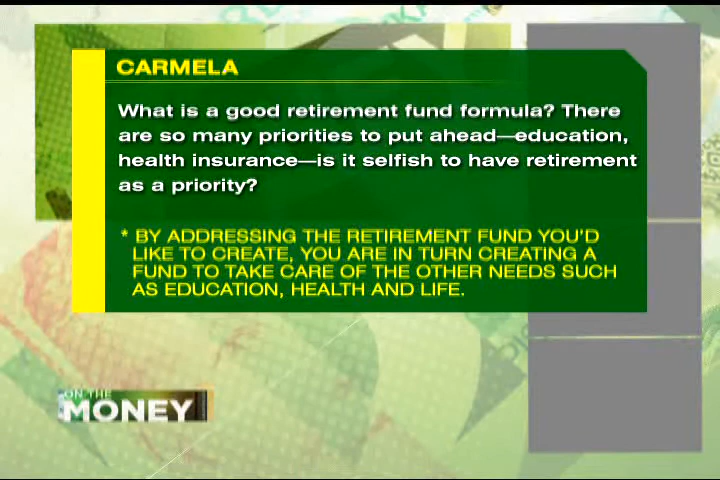 CARMELA
What is a good retirement fund formula? There
are so many priorities to put ahead—education,
health insurance—is it selfish to have retirement
as a priority?
* BY ADDRESSING THE RETIREMENT FUND YOU'D
LIKE TO CREATE, YOU ARE IN TURN CREATING A
FUND TO TAKE CARE OF THE OTHER NEEDS SUCH
AS EDUCATION, HEALTH AND LIFE.
ON THE
MONEY